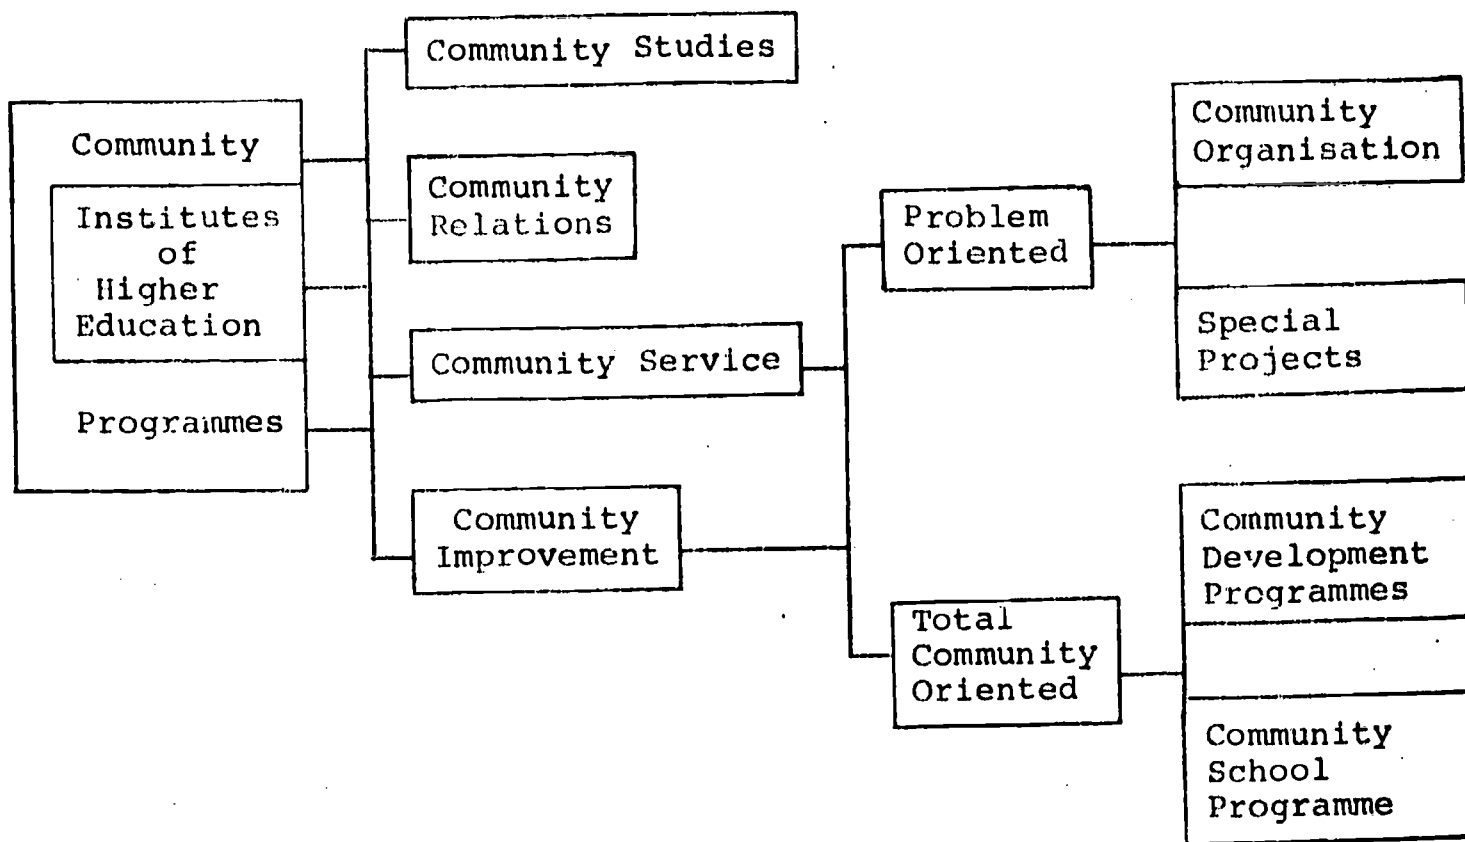 Community
Institutes
of
Higher
Education
Programmes
Community Studies
Community
Relations
Community Service
Community
Improvement
Problem
Oriented
Total
Community
Oriented
Community
Organisation
Special
Projects
Community
Development
Programmes
Community
School
Programme